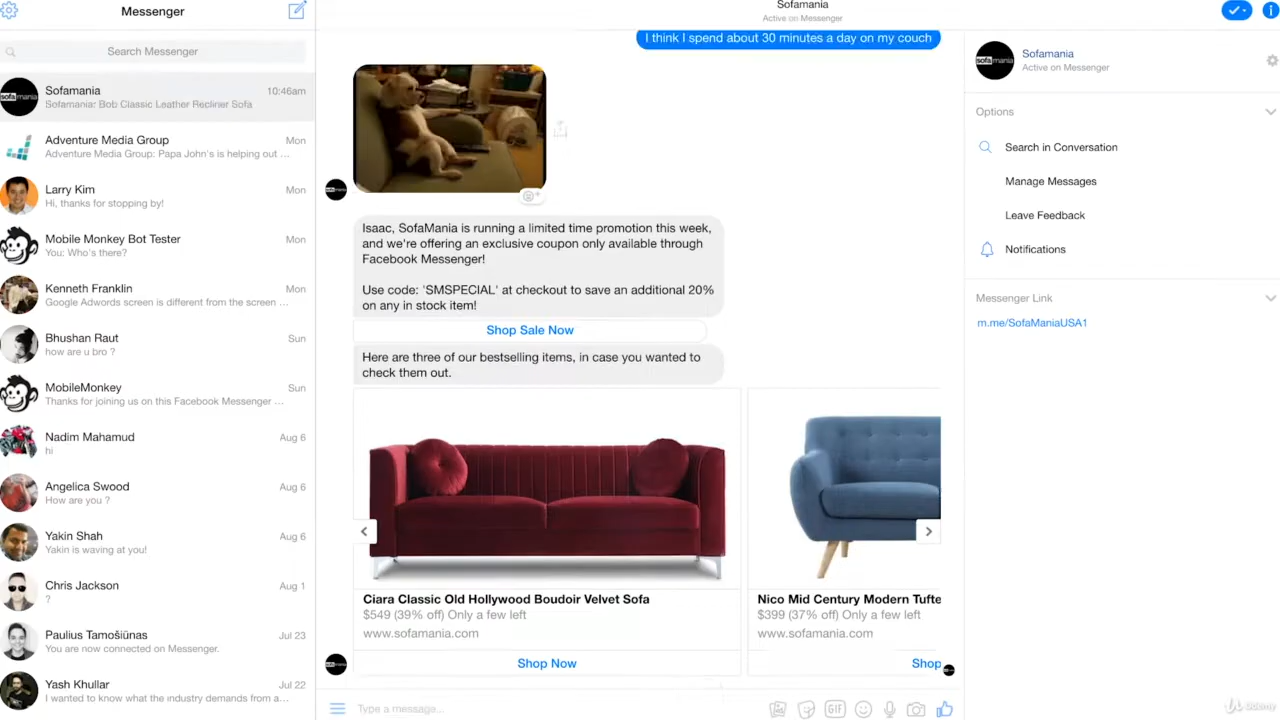 Messenger
Search Messenger
Sofamania
10:46am
Sofamania: Bob Classic Leather Recliner Sofa
Adventure Media Group
Mon
Adventure Media Group: Papa John's is helping out ...
Larry Kim
Mon
Hi, thanks for stopping by!
Mobile Monkey Bot Tester
Mon
You: Who's there?
Kenneth Franklin
Mon
Google Adwords screen is different from the screen ...
Bhushan Raut
Sun
how are u bro ?
MobileMonkey
Sun
Thanks for joining us on this Facebook Messenger ...
Nadim Mahamud
Aug 6
hi
Angelica Swood
Aug 6
How are you ?
Yakin Shah
Aug 6
Yakin is waving at you!
Chris Jackson
Aug 1
?
Paulius Tamošiūnas
Jul 23
You are now connected on Messenger.
Yash Khullar
Jul 22
I wanted to know what the industry demands from a...
Sofamania
Active on Messenger
I think I spend about 30 minutes a day on my couch
Isaac, SofaMania is running a limited time promotion this week,
and we're offering an exclusive coupon only available through
Facebook Messenger!
Use code: 'SMSPECIAL' at checkout to save an additional 20%
on any in stock item!
Shop Sale Now
Here are three of our bestselling items, in case you wanted to
check them out.
Ciara Classic Old Hollywood Boudoir Velvet Sofa
$549 (39% off) Only a few left
www.sofamania.com
Shop Now
Nico Mid Century Modern Tufte
$399 (37% off) Only a few left
www.sofamania.com
Shop
Type a message...
GIF
sofamania
Sofamania
Active on Messenger
Options
Search in Conversation
Manage Messages
Leave Feedback
Notifications
Messenger Link
m.me/SofaManiaUSA1
Udemy